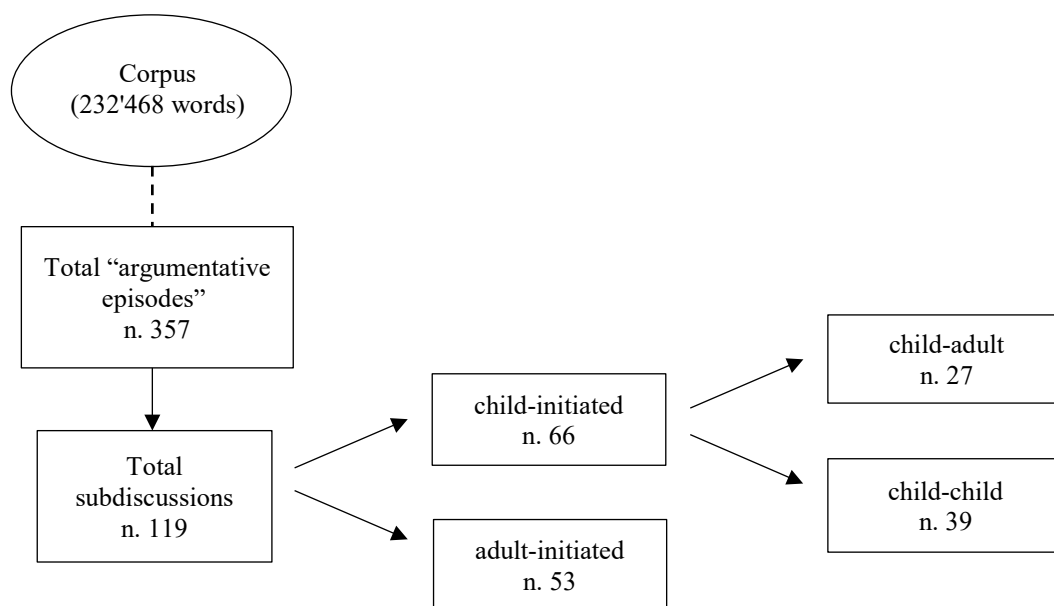 Corpus
(232'468 words)
Total “argumentative
episodes”
n. 357
Total
subdiscussions
n. 119
child-initiated
n. 66
adult-initiated
n. 53
child-adult
n. 27
child-child
n. 39